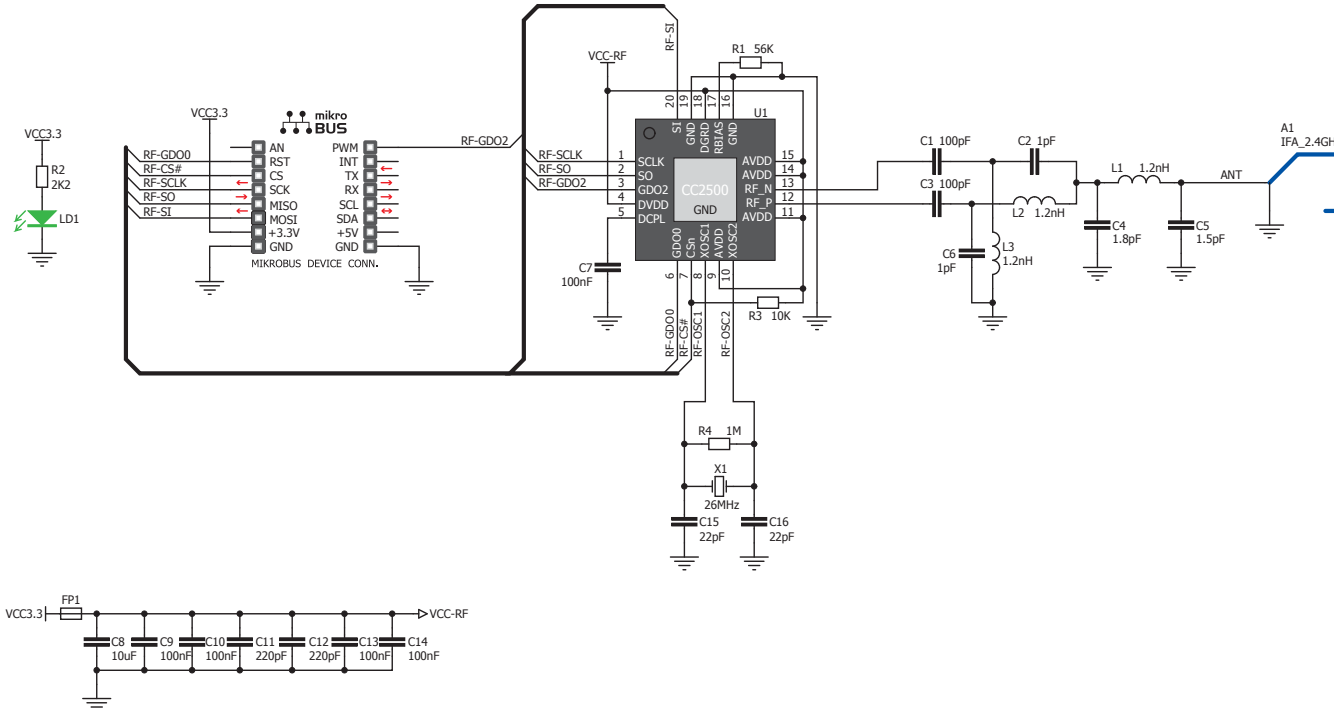 VCC3.3
R2
2K2
LD1
VCC3.3
mikro
BUS
RF-GDO0
RF-CS#
RF-SCLK
RF-SO
RF-SI
AN
RST
CS
SCK
MISO
MOSI
+3.3V
GND
PWM
INT
TX
RX
SCL
SDA
+5V
GND
MIKROBUS DEVICE CONN.
RF-GDO2
RF-SI
VCC-RF
R1 56K
U1
20 19 18 17 16
SI GND DGRD RBIAS GND
RF-SCLK 1 SCLK
RF-SO 2 SO
RF-GDO2 3 GDO2
4 DVDD
5 DCPL
CC2500
GND
AVDD 15
AVDD 14
RF_N 13
RF_P 12
AVDD 11
GDO0 CSn XOSC1 AVDD XOSC2
6 7 8 9 10
C7
100nF
RF-GDO0
RF-CS#
RF-OSC1
RF-OSC2
R3 10K
R4 1M
X1
26MHz
C15
22pF
C16
22pF
C1 100pF
C3 100pF
C2 1pF
L2 1.2nH
C6
1pF
L3
1.2nH
L1 1.2nH
C4
1.8pF
C5
1.5pF
ANT
A1
IFA_2.4GH
VCC3.3
FP1
VCC-RF
C8
10uF
C9
100nF
C10
100nF
C11
220pF
C12
220pF
C13
100nF
C14
100nF